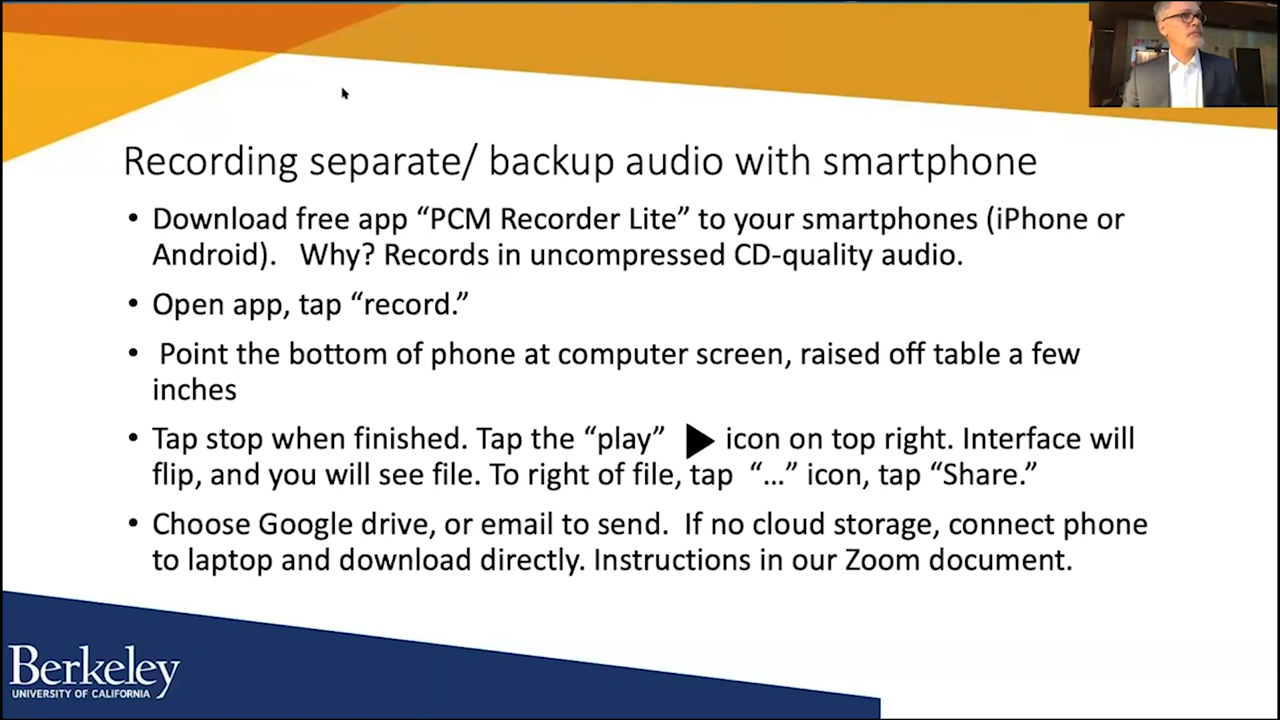 Recording separate/ backup audio with smartphone
• Download free app “PCM Recorder Lite” to your smartphones (iPhone or
Android).   Why? Records in uncompressed CD-quality audio.
• Open app, tap “record.”
• Point the bottom of phone at computer screen, raised off table a few
inches
• Tap stop when finished. Tap the “play” ▶ icon on top right. Interface will
flip, and you will see file. To right of file, tap  “…” icon, tap “Share.”
• Choose Google drive, or email to send.  If no cloud storage, connect phone
to laptop and download directly. Instructions in our Zoom document.
Berkeley
UNIVERSITY OF CALIFORNIA